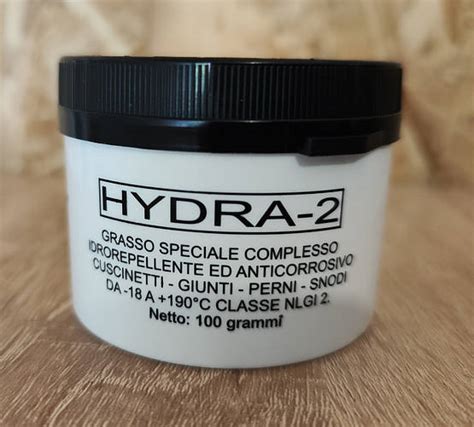 HYDRA-2
GRASSO SPECIALE COMPLESSO
IDROREPELLENTE ED ANTICORROSIVO
CUSCINETTI - GIUNTI - PERNI - SNODI
DA -18 A +190°C CLASSE NLGI 2.
Netto: 100 grammi